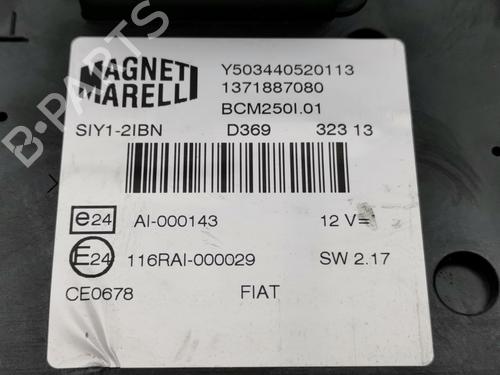 MAGNETI
MARELLI
Y503440520113
1371887080
BCM250I.01
SIY1-2IBN D369 323 13
e24 AI-000143 12 V=
E24 116RAI-000029 SW 2.17
CE0678 FIAT
B-PARTS